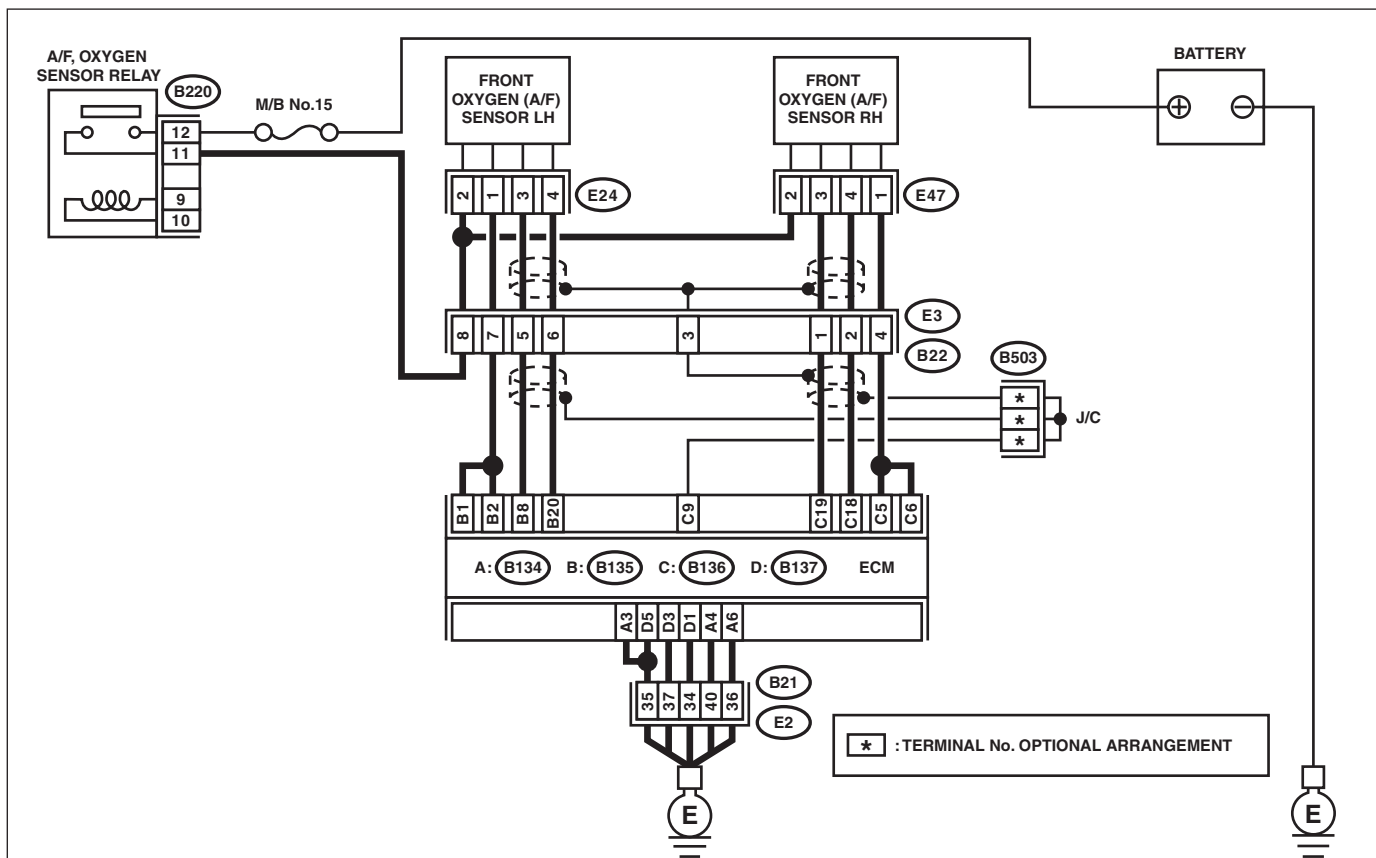 A/F, OXYGEN
SENSOR RELAY
B220
M/B No.15
FRONT
OXYGEN (A/F)
SENSOR LH
FRONT
OXYGEN (A/F)
SENSOR RH
BATTERY
12
11
9
10
2 1 3 4
E24
2 3 4 1
E47
8 7 5 6 3 1 2 4
E3
B22
B503
*
*
*
J/C
B1 B2 B8 B20 C9 C19 C18 C5 C6
A: B134 B: B135 C: B136 D: B137 ECM
A3 D5 D3 D1 A4 A6
35 37 34 40 36
B21
E2
* : TERMINAL No. OPTIONAL ARRANGEMENT
E
E